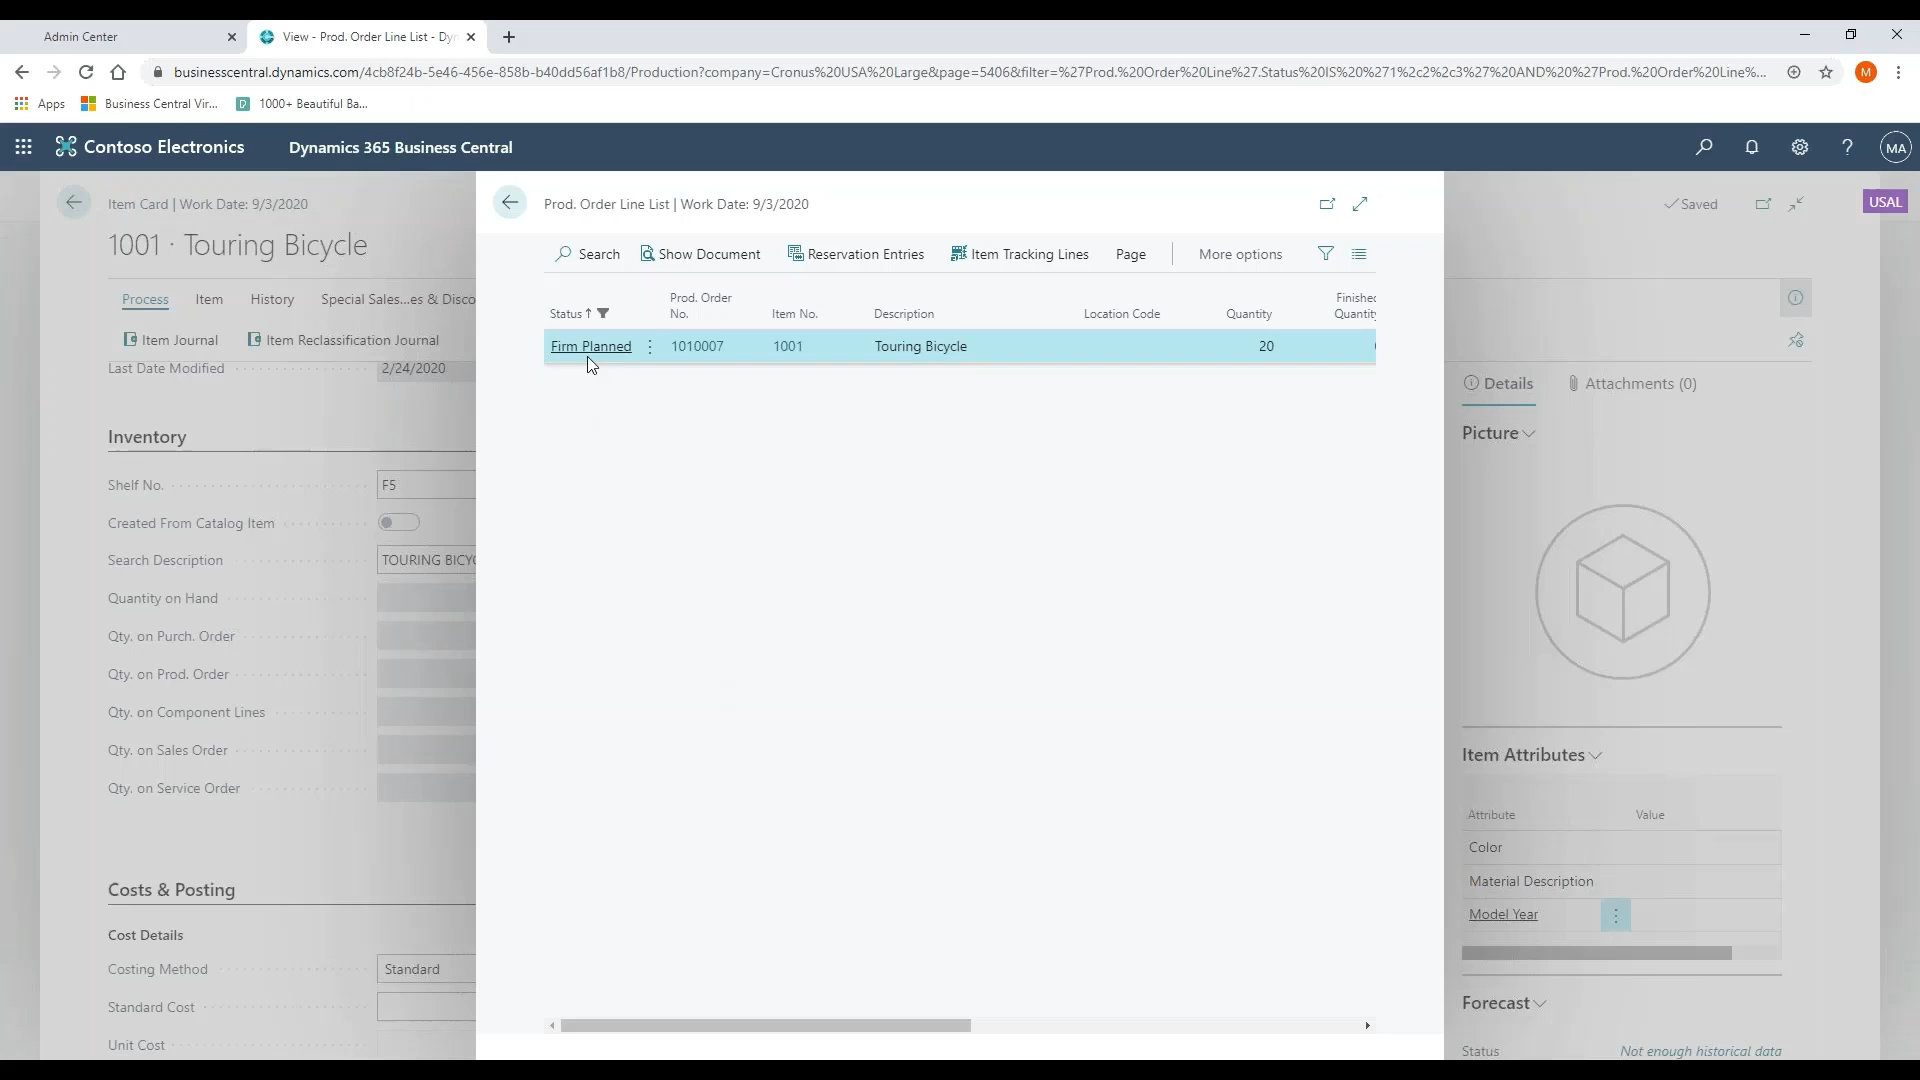 Admin Center
View - Prod. Order Line List - Dyn
businesscentral.dynamics.com/4cb8f24b-5e46-456e-858b-b40dd56af1b8/Production?company=Cronus%20USA%20Large&page=5406&filter=%27Prod.%20Order%20Line%27.Status%20IS%20%271%2c2%2c3%27%20AND%20%27Prod.%20Order%20Line%...
M
Apps
Business Central Vir...
D
1000+ Beautiful Ba...
Contoso Electronics
Dynamics 365 Business Central
?
MA
Item Card | Work Date: 9/3/2020
Saved
USAL
1001 · Touring Bicycle
Process
Item
History
Special Sales...es & Disco
Item Journal
Item Reclassification Journal
Last Date Modified
2/24/2020
Inventory
Shelf No.
F5
Created From Catalog Item
Search Description
TOURING BICYC
Quantity on Hand
Qty. on Purch. Order
Qty. on Prod. Order
Qty. on Component Lines
Qty. on Sales Order
Qty. on Service Order
Costs & Posting
Cost Details
Costing Method
Standard
Standard Cost
Unit Cost
Prod. Order Line List | Work Date: 9/3/2020
Search
Show Document
Reservation Entries
Item Tracking Lines
Page
More options
Status
Prod. Order
No.
Item No.
Description
Location Code
Quantity
Finished
Quantity
Firm Planned
1010007
1001
Touring Bicycle
20
Details
Attachments (0)
Picture
Item Attributes
Attribute
Value
Color
Material Description
Model Year
Forecast
Status
Not enough historical data